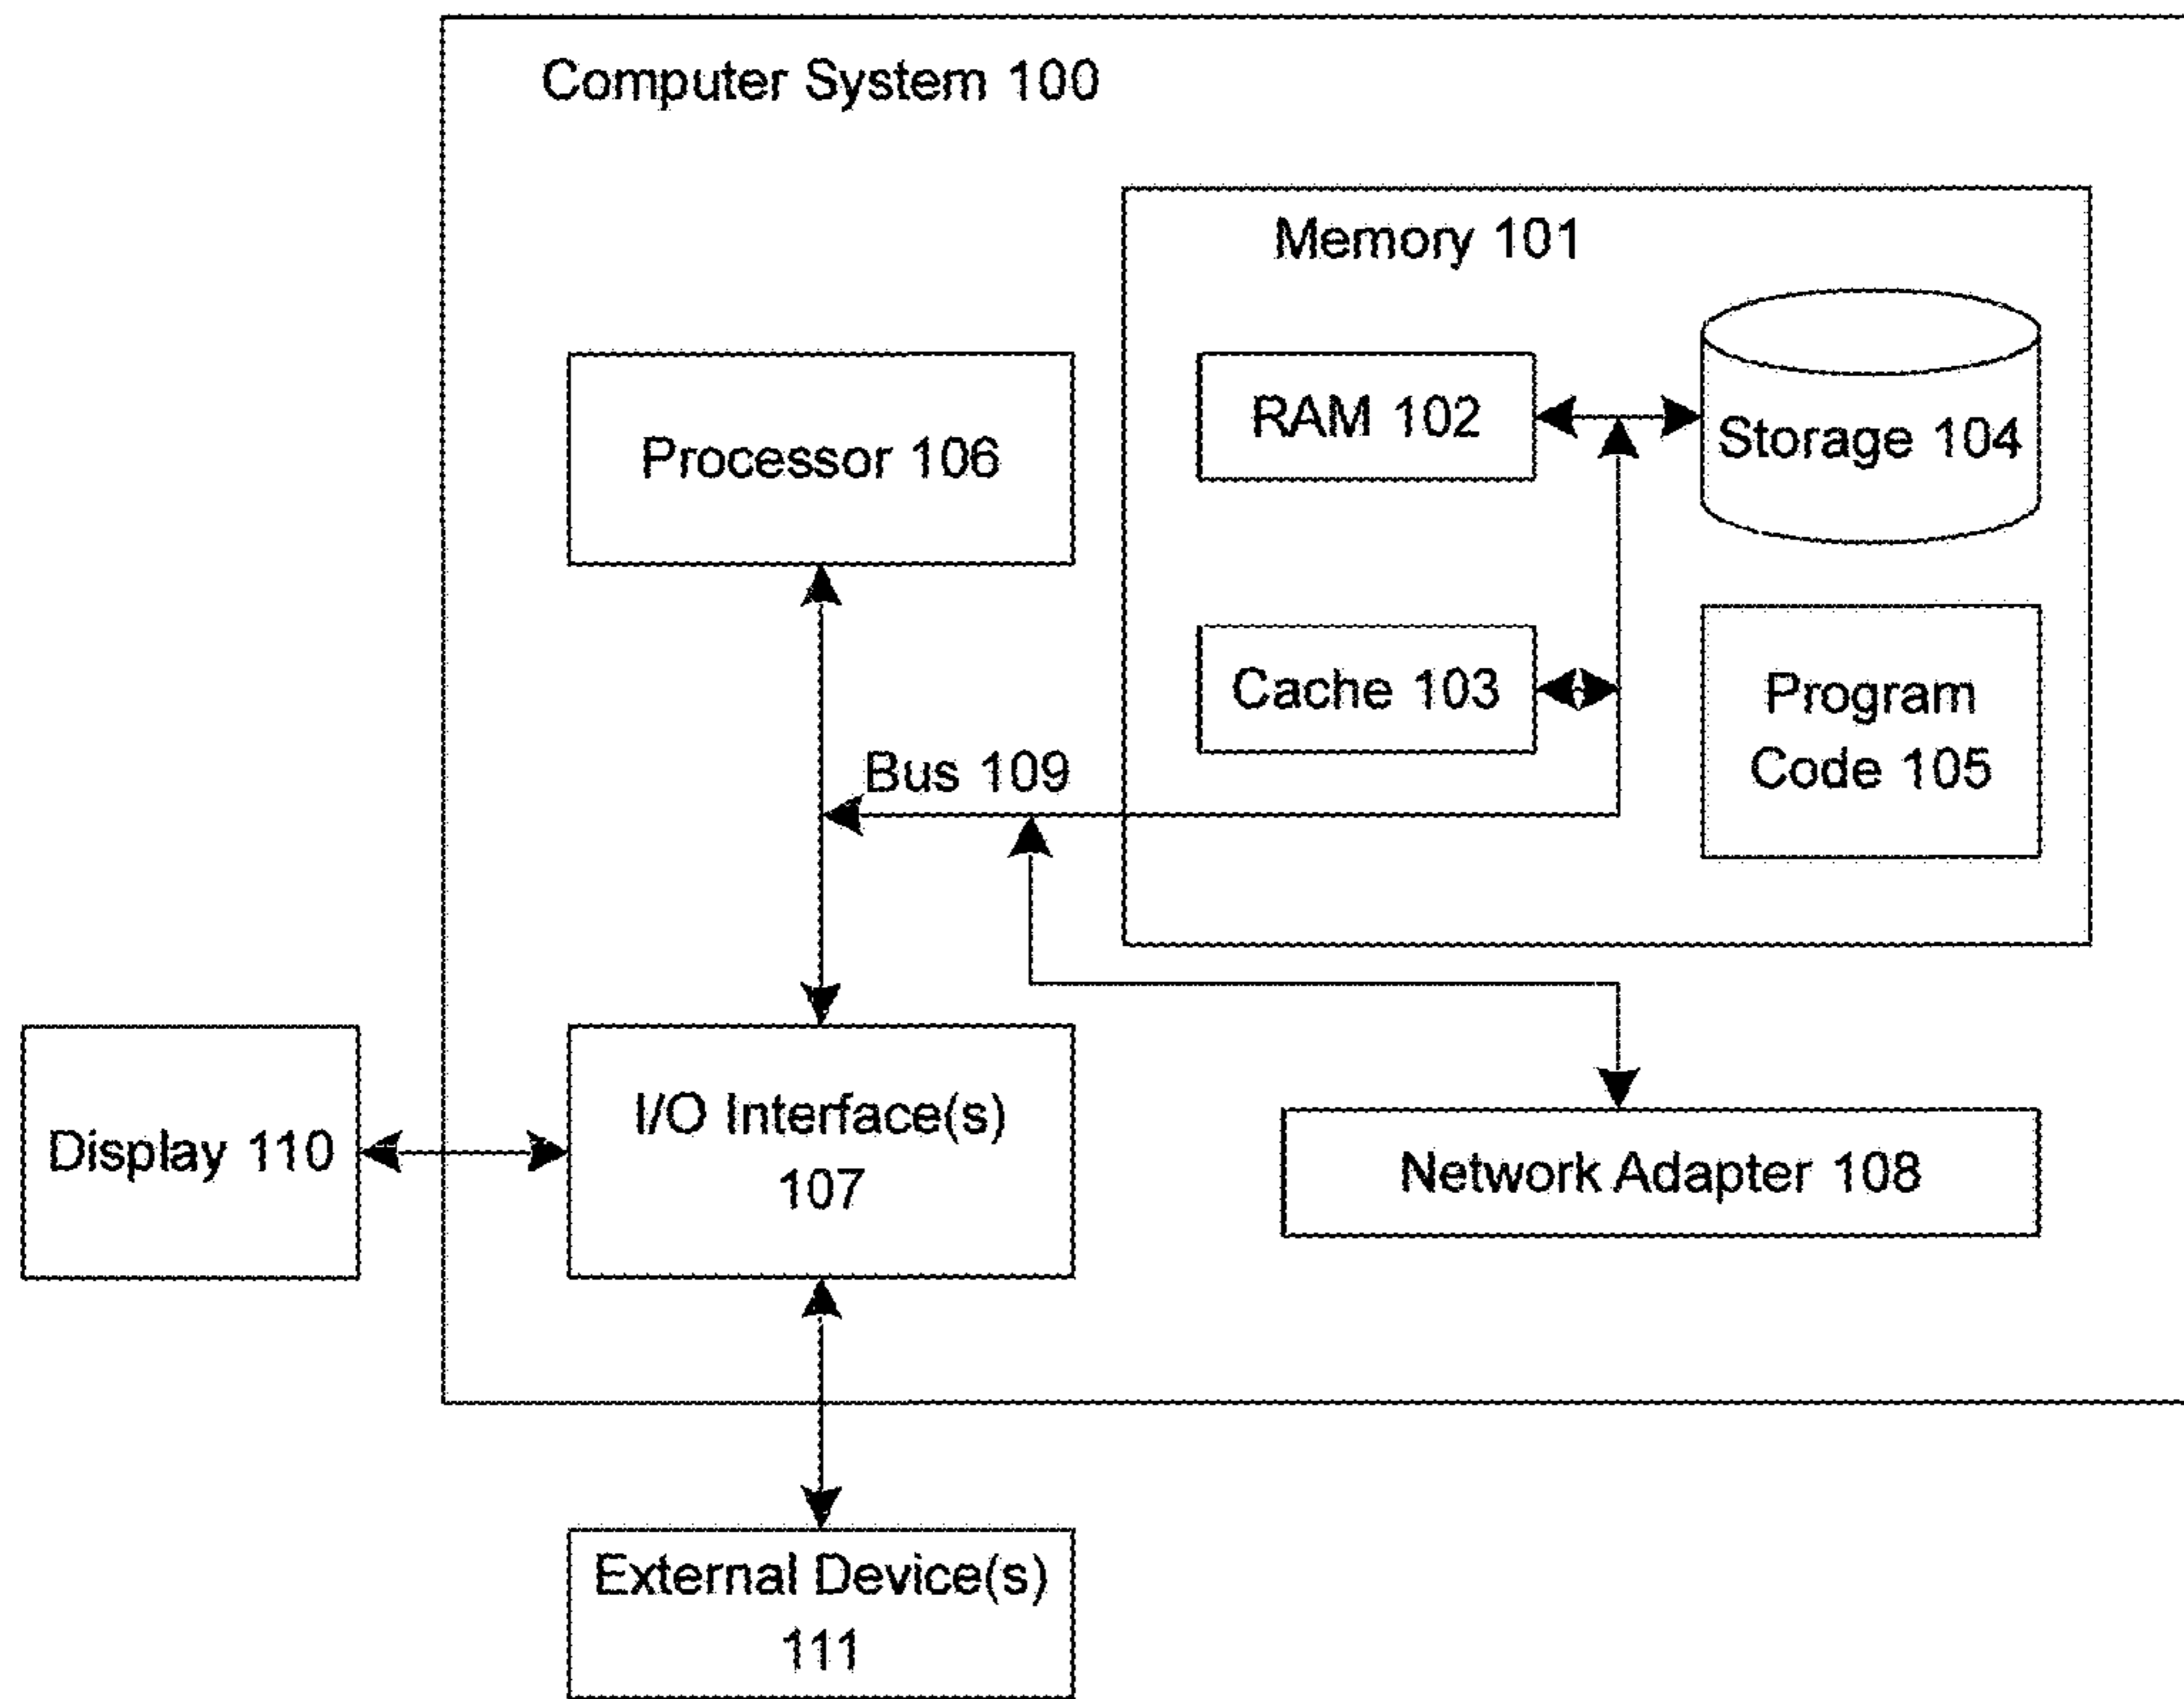 Computer System 100
Memory 101
RAM 102
Storage 104
Processor 106
Cache 103
Program
Code 105
Bus 109
I/O Interface(s)
107
Display 110
Network Adapter 108
External Device(s)
111